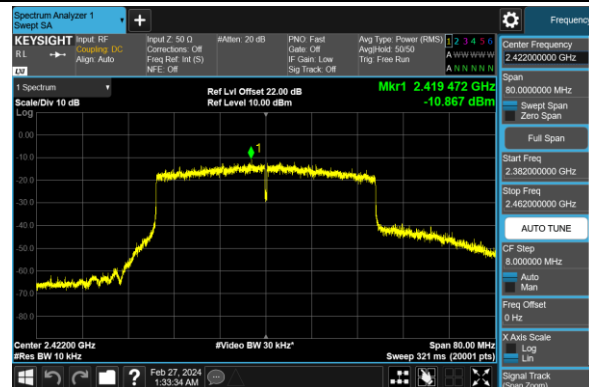 Spectrum Analyzer 1
Swept SA
Frequency
KEYSIGHT
RL
LXI
Input: RF
Coupling: DC
Align: Auto
Input Z: 50 Ω
Corrections: Off
Freq Ref: Int (S)
NFE: Off
#Atten: 20 dB
PNO: Fast
Gate: Off
IF Gain: Low
Sig Track: Off
Avg Type: Power (RMS)
Avg|Hold: 50/50
Trig: Free Run
1 2 3 4 5 6
A W W W W W
A N N N N N
1 Spectrum
Scale/Div 10 dB
Log
Ref Lvl Offset 22.00 dB
Ref Level 10.00 dBm
Mkr1 2.419 472 GHz
-10.867 dBm
1
0.00
-10.0
-20.0
-30.0
-40.0
-50.0
-60.0
-70.0
-80.0
Center 2.42200 GHz
#Res BW 10 kHz
#Video BW 30 kHz*
Span 80.00 MHz
Sweep 321 ms (20001 pts)
Center Frequency
2.422000000 GHz
Span
80.0000000 MHz
Swept Span
Zero Span
Full Span
Start Freq
2.382000000 GHz
Stop Freq
2.462000000 GHz
AUTO TUNE
CF Step
8.000000 MHz
Auto
Man
Freq Offset
0 Hz
X Axis Scale
Log
Lin
Signal Track
(Span Zoom)
Feb 27, 2024
1:33:34 AM
?